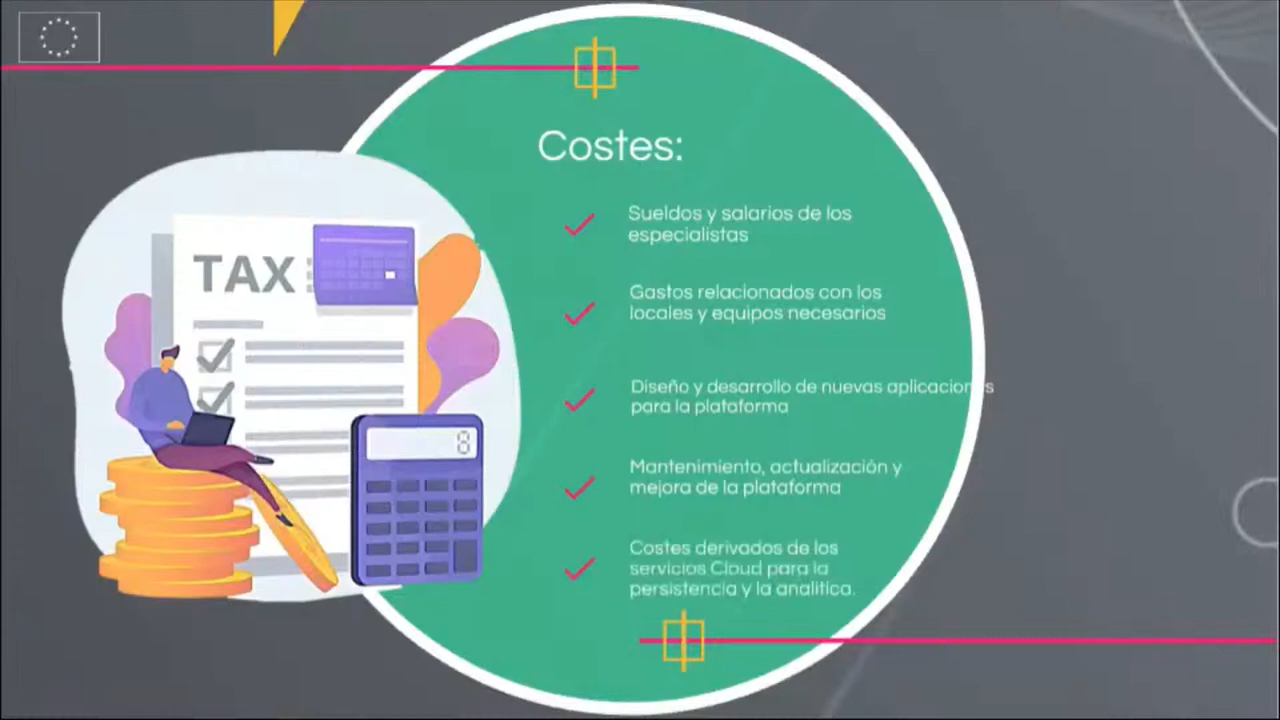 Costes:
Sueldos y salarios de los
especialistas
Gastos relacionados con los
locales y equipos necesarios
Diseño y desarrollo de nuevas aplicaciones
para la plataforma
Mantenimiento, actualización y
mejora de la plataforma
Costes derivados de los
servicios Cloud para la
persistencia y la analítica.
TAX
8